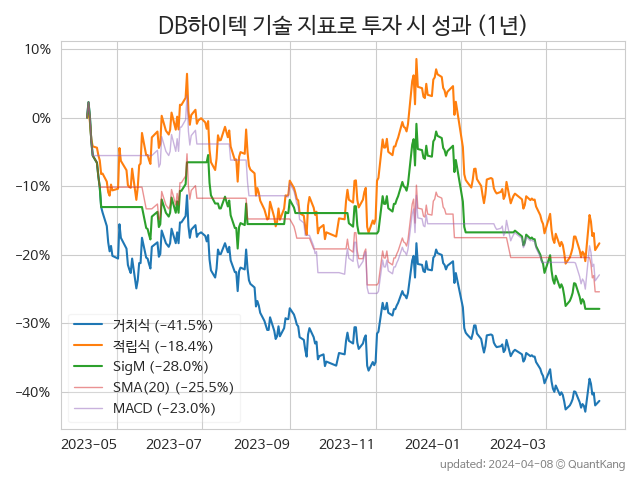 DB하이텍 기술 지표로 투자 시 성과 (1년)
10%
0%
−10%
−20%
−30%
−40%
거치식 (−41.5%)
적립식 (−18.4%)
SigM (−28.0%)
SMA(20) (−25.5%)
MACD (−23.0%)
2023-05 2023-07 2023-09 2023-11 2024-01 2024-03
updated: 2024-04-08 © QuantKang